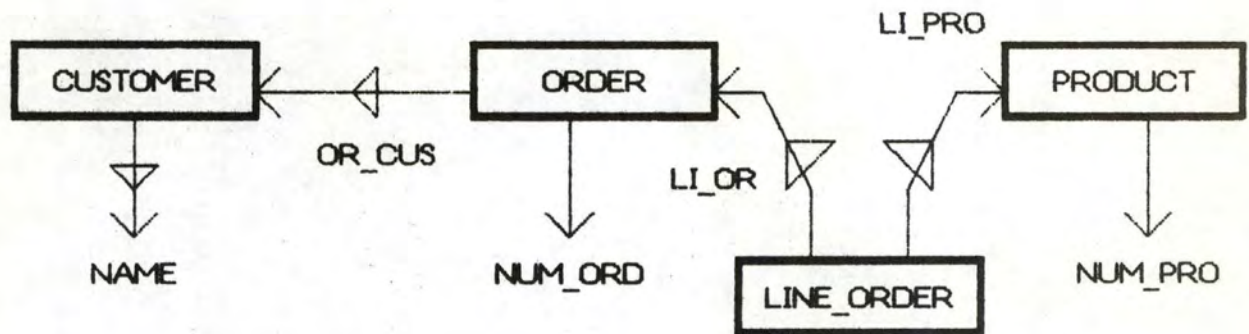 LI_PRO
CUSTOMER
ORDER
PRODUCT
OR_CUS
LI_OR
NAME
NUM_ORD
LINE_ORDER
NUM_PRO